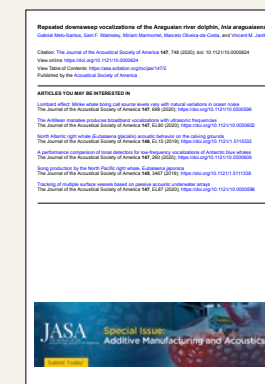 Repeated downsweep vocalizations of the Araguaian river dolphin, Inia araguaiaens
Gabriel Melo-Santos, Sam F. Walmsley, Miriam Marmontel, Marcelo Oliveira-da-Costa, and Vincent M. Janik
Citation: The Journal of the Acoustical Society of America 147, 748 (2020); doi: 10.1121/10.0000624
View online: https://doi.org/10.1121/10.0000624
View Table of Contents: https://asa.scitation.org/toc/jas/147/2
Published by the Acoustical Society of America
ARTICLES YOU MAY BE INTERESTED IN
Lombard effect: Minke whale boing call source levels vary with natural variations in ocean noise
The Journal of the Acoustical Society of America 147, 698 (2020); https://doi.org/10.1121/10.0000596
The Antillean manatee produces broadband vocalizations with ultrasonic frequencies
The Journal of the Acoustical Society of America 147, EL80 (2020); https://doi.org/10.1121/10.0000602
North Atlantic right whale (Eubalaena glacialis) acoustic behavior on the calving grounds
The Journal of the Acoustical Society of America 146, EL15 (2019); https://doi.org/10.1121/1.5115332
A performance comparison of tonal detectors for low-frequency vocalizations of Antarctic blue whales
The Journal of the Acoustical Society of America 147, 260 (2020); https://doi.org/10.1121/10.0000609
Song production by the North Pacific right whale, Eubalaena japonica
The Journal of the Acoustical Society of America 145, 3467 (2019); https://doi.org/10.1121/1.5111338
Tracking of multiple surface vessels based on passive acoustic underwater arrays
The Journal of the Acoustical Society of America 147, EL87 (2020); https://doi.org/10.1121/10.0000598
JASA
Special Issue:
Additive Manufacturing and Acoustics
Submit Today!